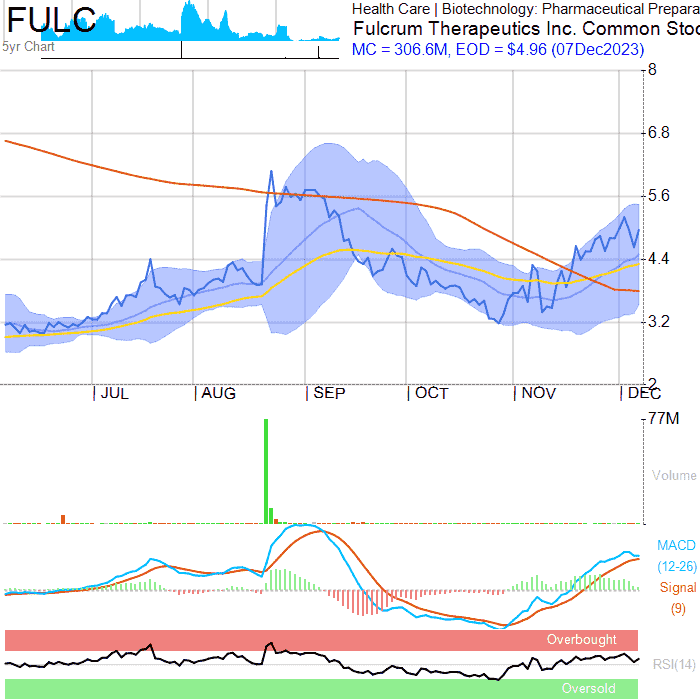 FULC
5yr Chart
Health Care | Biotechnology: Pharmaceutical Prepara
Fulcrum Therapeutics Inc. Common Stoc
MC = 306.6M, EOD = $4.96 (07Dec2023)
8
6.8
5.6
4.4
3.2
2
JUL AUG SEP OCT NOV DEC
77M
Volume
MACD
(12-26)
Signal
(9)
Overbought
RSI(14)
Oversold